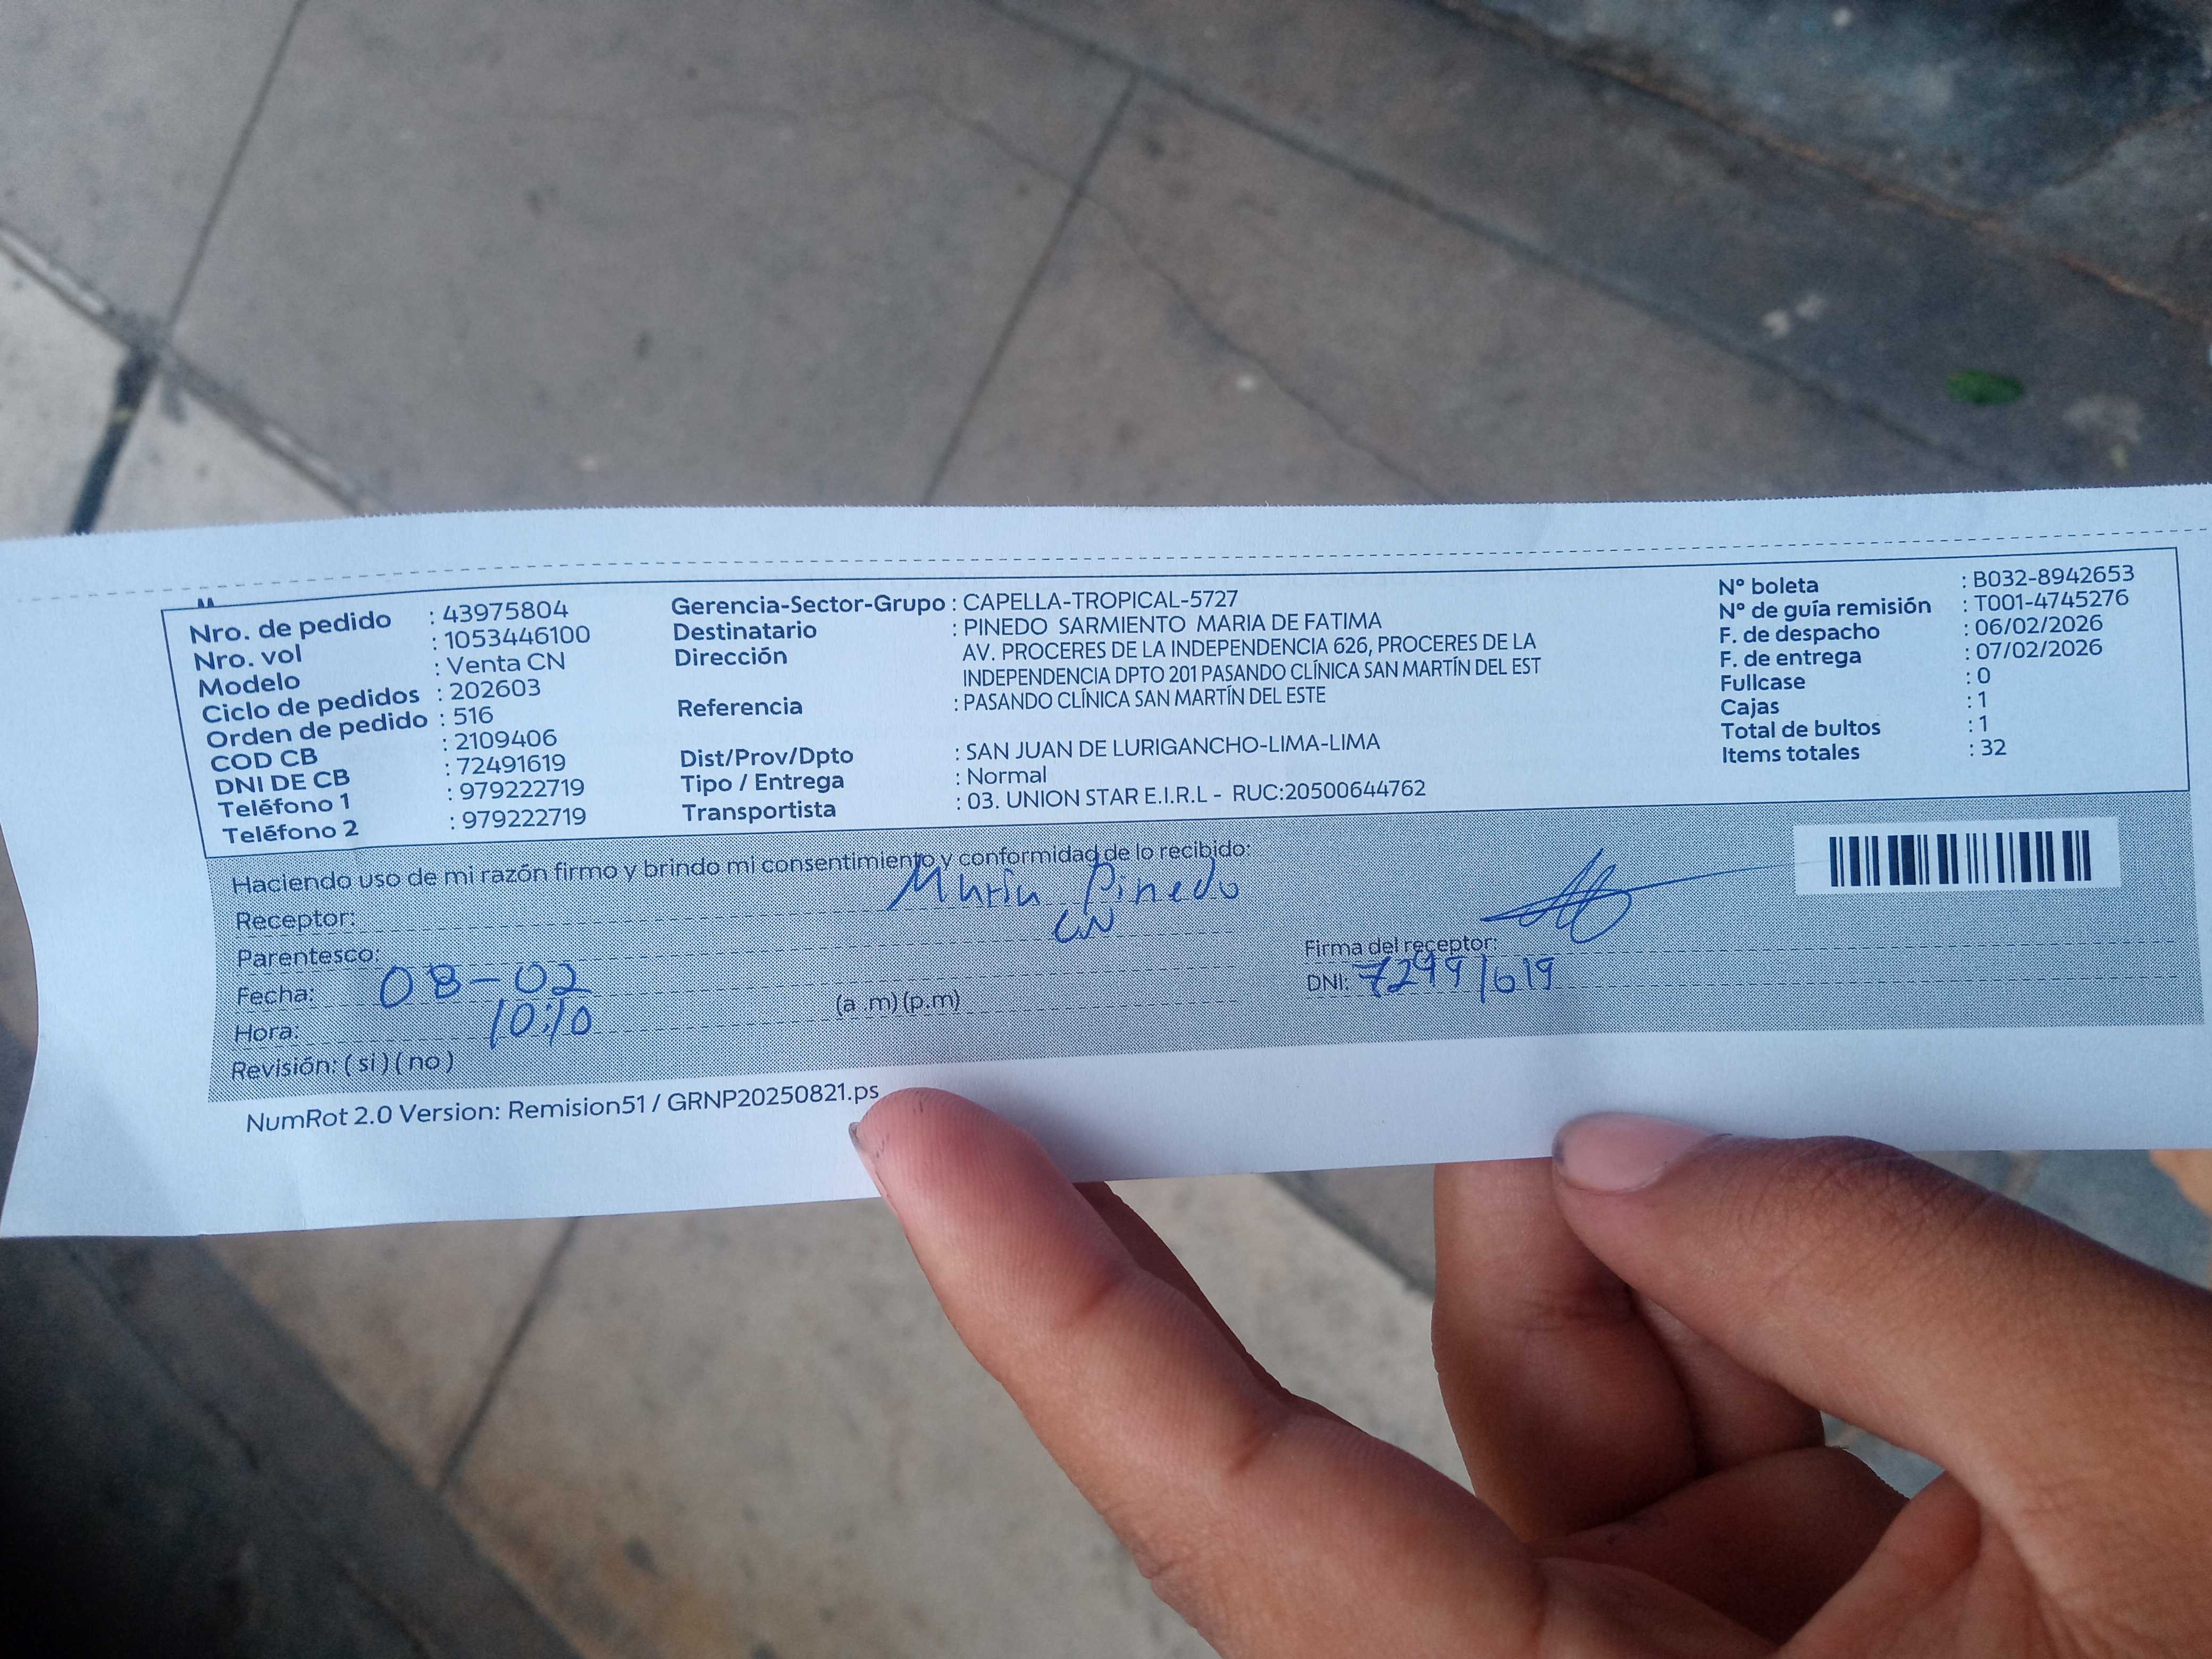 Nro. de pedido : 43975804
Nro. vol : 1053446100
Modelo : Venta CN
Ciclo de pedidos : 202603
Orden de pedido : 516
COD CB : 2109406
DNI DE CB : 72491619
Teléfono 1 : 979222719
Teléfono 2 : 979222719
Gerencia-Sector-Grupo : CAPELLA-TROPICAL-5727
Destinatario : PINEDO SARMIENTO MARIA DE FATIMA
Dirección AV. PROCERES DE LA INDEPENDENCIA 626, PROCERES DE LA
INDEPENDENCIA DPTO 201 PASANDO CLÍNICA SAN MARTÍN DEL EST
Referencia : PASANDO CLÍNICA SAN MARTÍN DEL ESTE
Dist/Prov/Dpto : SAN JUAN DE LURIGANCHO-LIMA-LIMA
Tipo / Entrega : Normal
Transportista : 03. UNION STAR E.I.R.L - RUC:20500644762
N° boleta : B032-8942653
N° de guía remisión : T001-4745276
F. de despacho : 06/02/2026
F. de entrega : 07/02/2026
Fullcase : 0
Cajas : 1
Total de bultos : 1
Items totales : 32
Haciendo uso de mi razón firmo y brindo mi consentimiento y conformidad de lo recibido:
Receptor: Maria Pinedo
Parentesco: CN
Fecha: 08-02
Hora: 10:10 (a .m) (p.m)
Revisión: ( si ) ( no )
Firma del receptor:
DNI:
NumRot 2.0 Version: Remision51 / GRNP20250821.ps